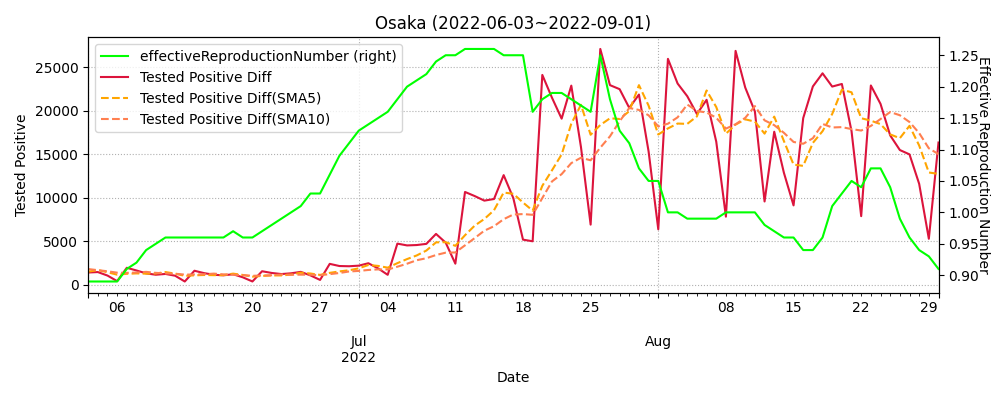 Osaka (2022-06-03~2022-09-01)
effectiveReproductionNumber (right)
Tested Positive Diff
Tested Positive Diff(SMA5)
Tested Positive Diff(SMA10)
Tested Positive
25000
20000
15000
10000
5000
0
1.25
1.20
1.15
1.10
1.05
1.00
0.95
0.90
Effective Reproduction Number
06 13 20 27 04 11 18 25 08 15 22 29
Jul Aug
2022
Date